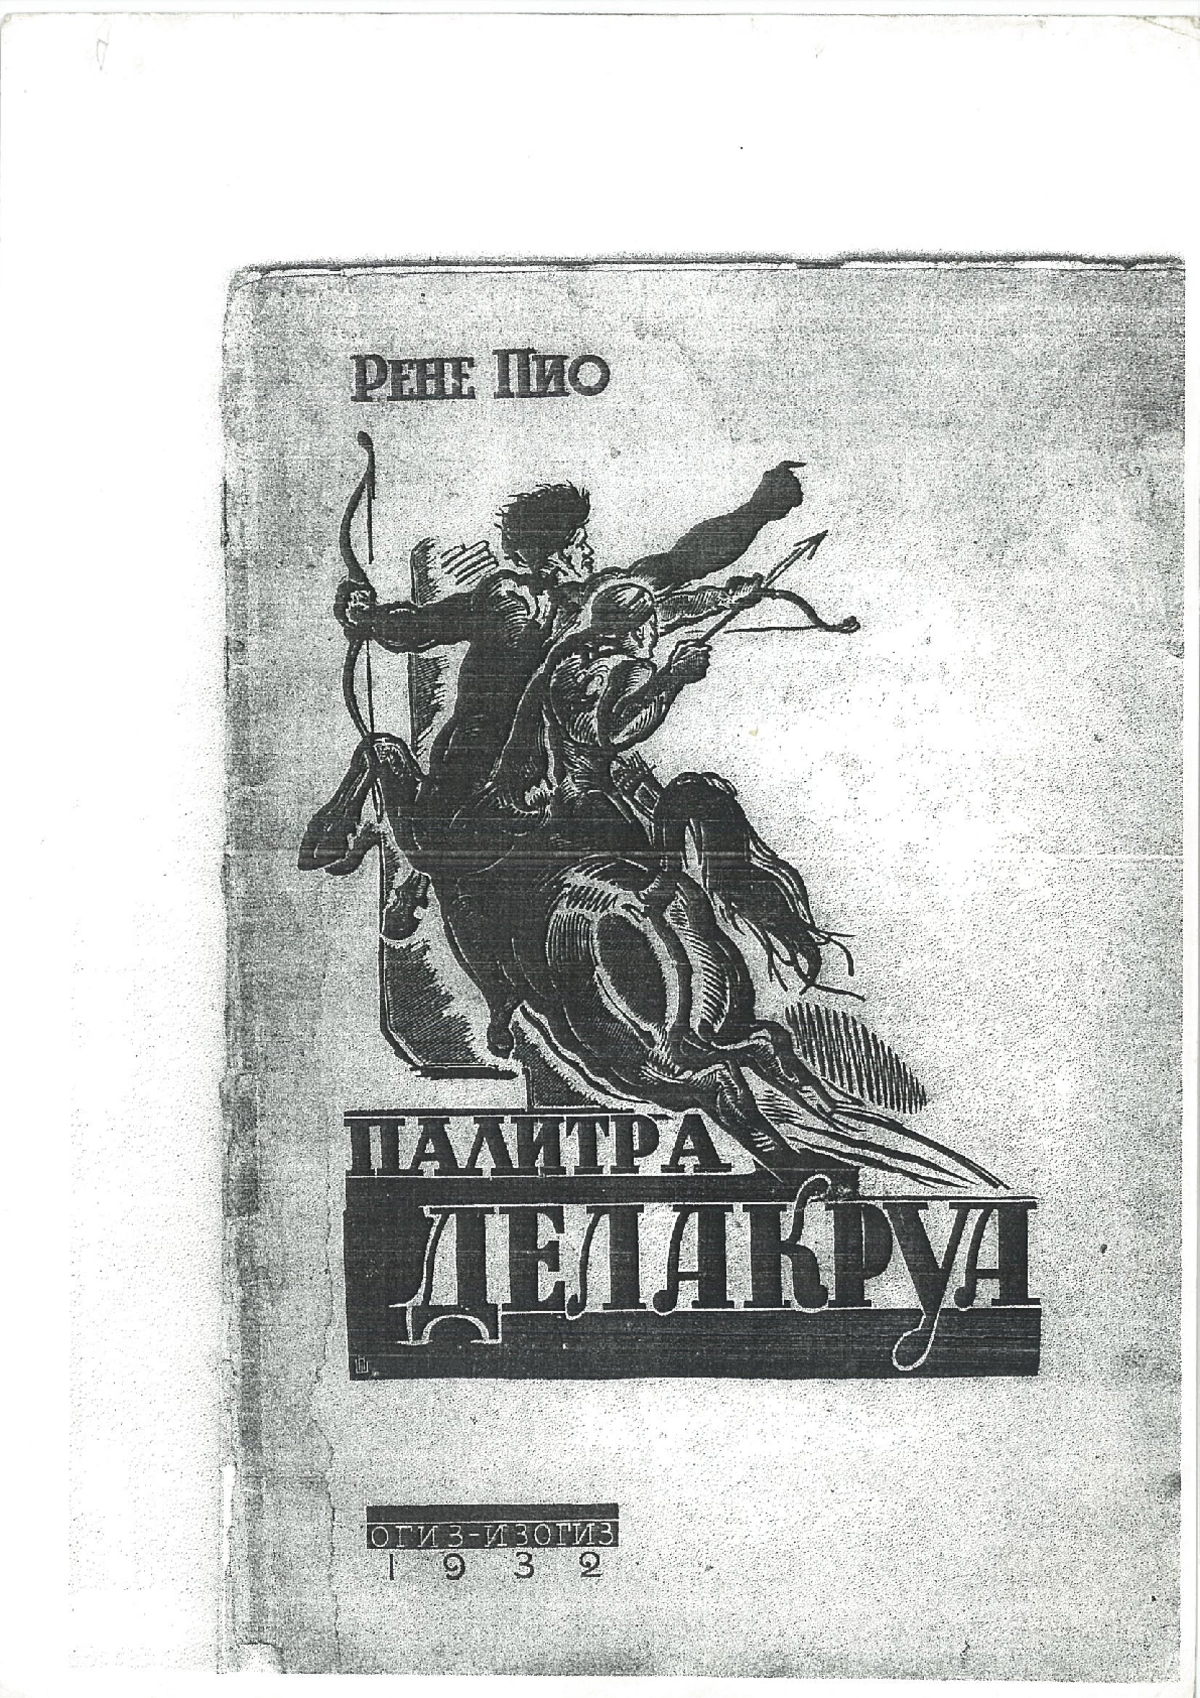 Рене Пио
ПАЛИТРА
ДЕЛАКРУА
ОГИЗ-ИЗОГИЗ
1932